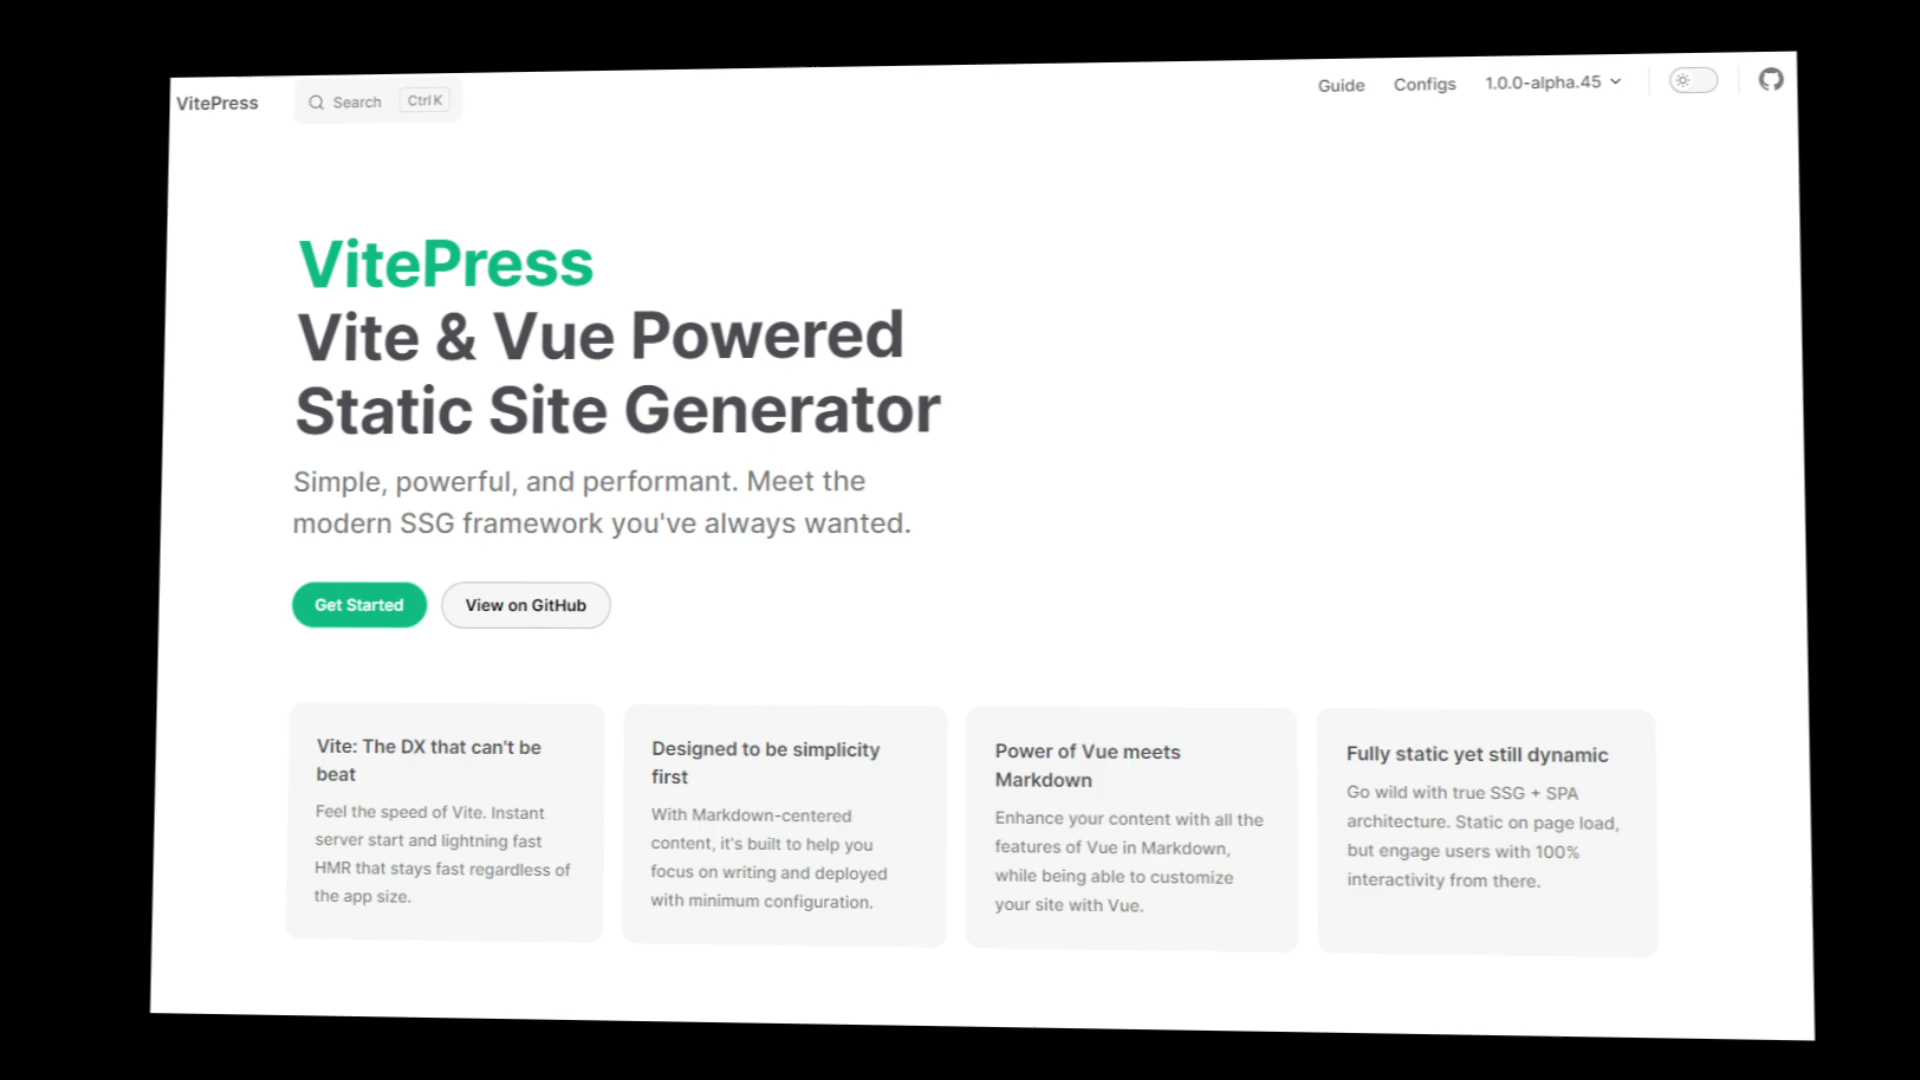 VitePress
Search Ctrl K
Guide Configs 1.0.0-alpha.45
VitePress
Vite & Vue Powered
Static Site Generator
Simple, powerful, and performant. Meet the
modern SSG framework you've always wanted.
Get Started View on GitHub
Vite: The DX that can't be
beat
Feel the speed of Vite. Instant
server start and lightning fast
HMR that stays fast regardless of
the app size.
Designed to be simplicity
first
With Markdown-centered
content, it's built to help you
focus on writing and deployed
with minimum configuration.
Power of Vue meets
Markdown
Enhance your content with all the
features of Vue in Markdown,
while being able to customize
your site with Vue.
Fully static yet still dynamic
Go wild with true SSG + SPA
architecture. Static on page load,
but engage users with 100%
interactivity from there.